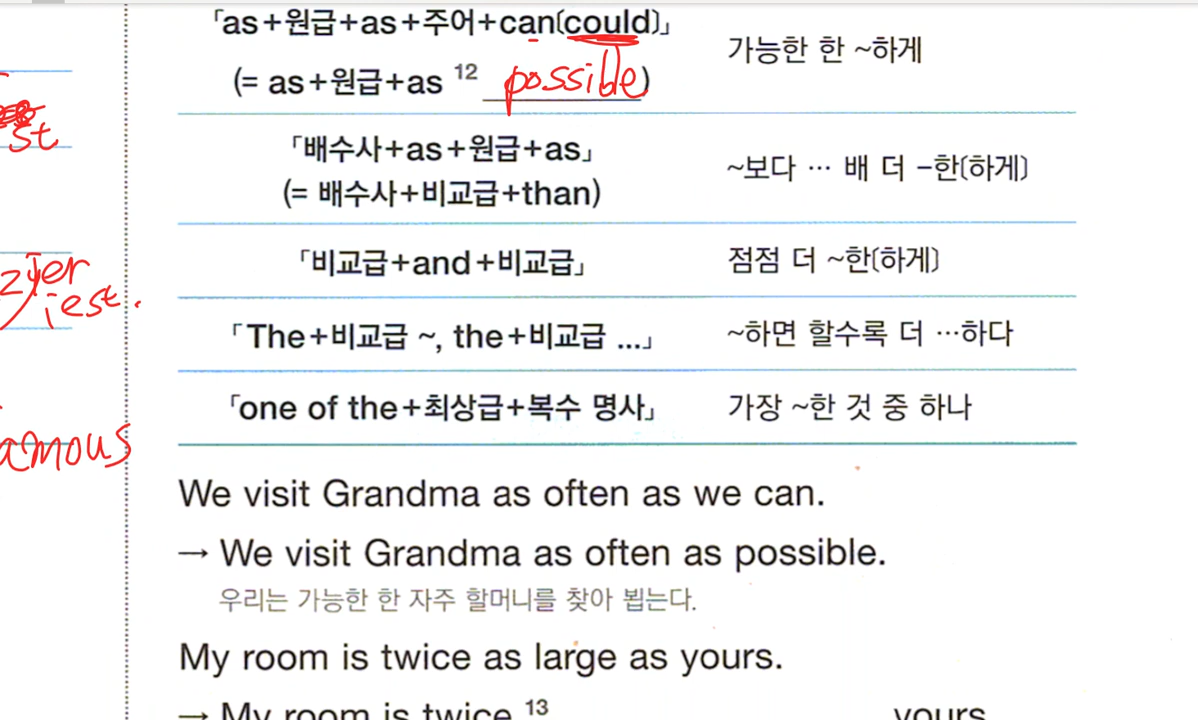 「as+원급+as+주어+can(could)」
가능한 한 ~하게
(= as+원급+as 12 possible)
st
「배수사+as+원급+as」
(= 배수사+비교급+than)
~보다 … 배 더 –한(하게)
「비교급+and+비교급」
점점 더 ~한(하게)
iest.
「The+비교급 ~, the+비교급 ...」
~하면 할수록 더 …하다
「one of the+최상급+복수 명사」
가장 ~한 것 중 하나
amous
We visit Grandma as often as we can.
→ We visit Grandma as often as possible.
우리는 가능한 한 자주 할머니를 찾아 뵙는다.
My room is twice as large as yours.
→ My room is twice 13 yours